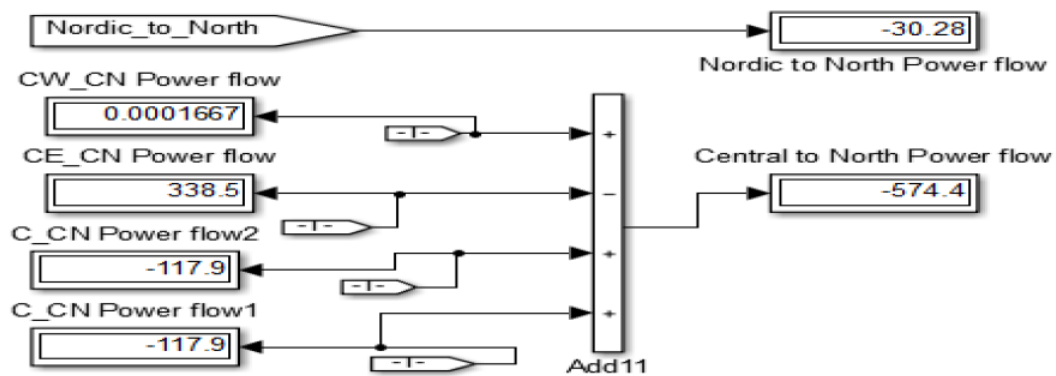 Nordic_to_North
-30.28
Nordic to North Power flow
CW_CN Power flow
0.0001667
-T-
+
CE_CN Power flow
338.5
-T-
−
Central to North Power flow
-574.4
C_CN Power flow2
-117.9
-T-
+
C_CN Power flow1
-117.9
-T-
+
Add11